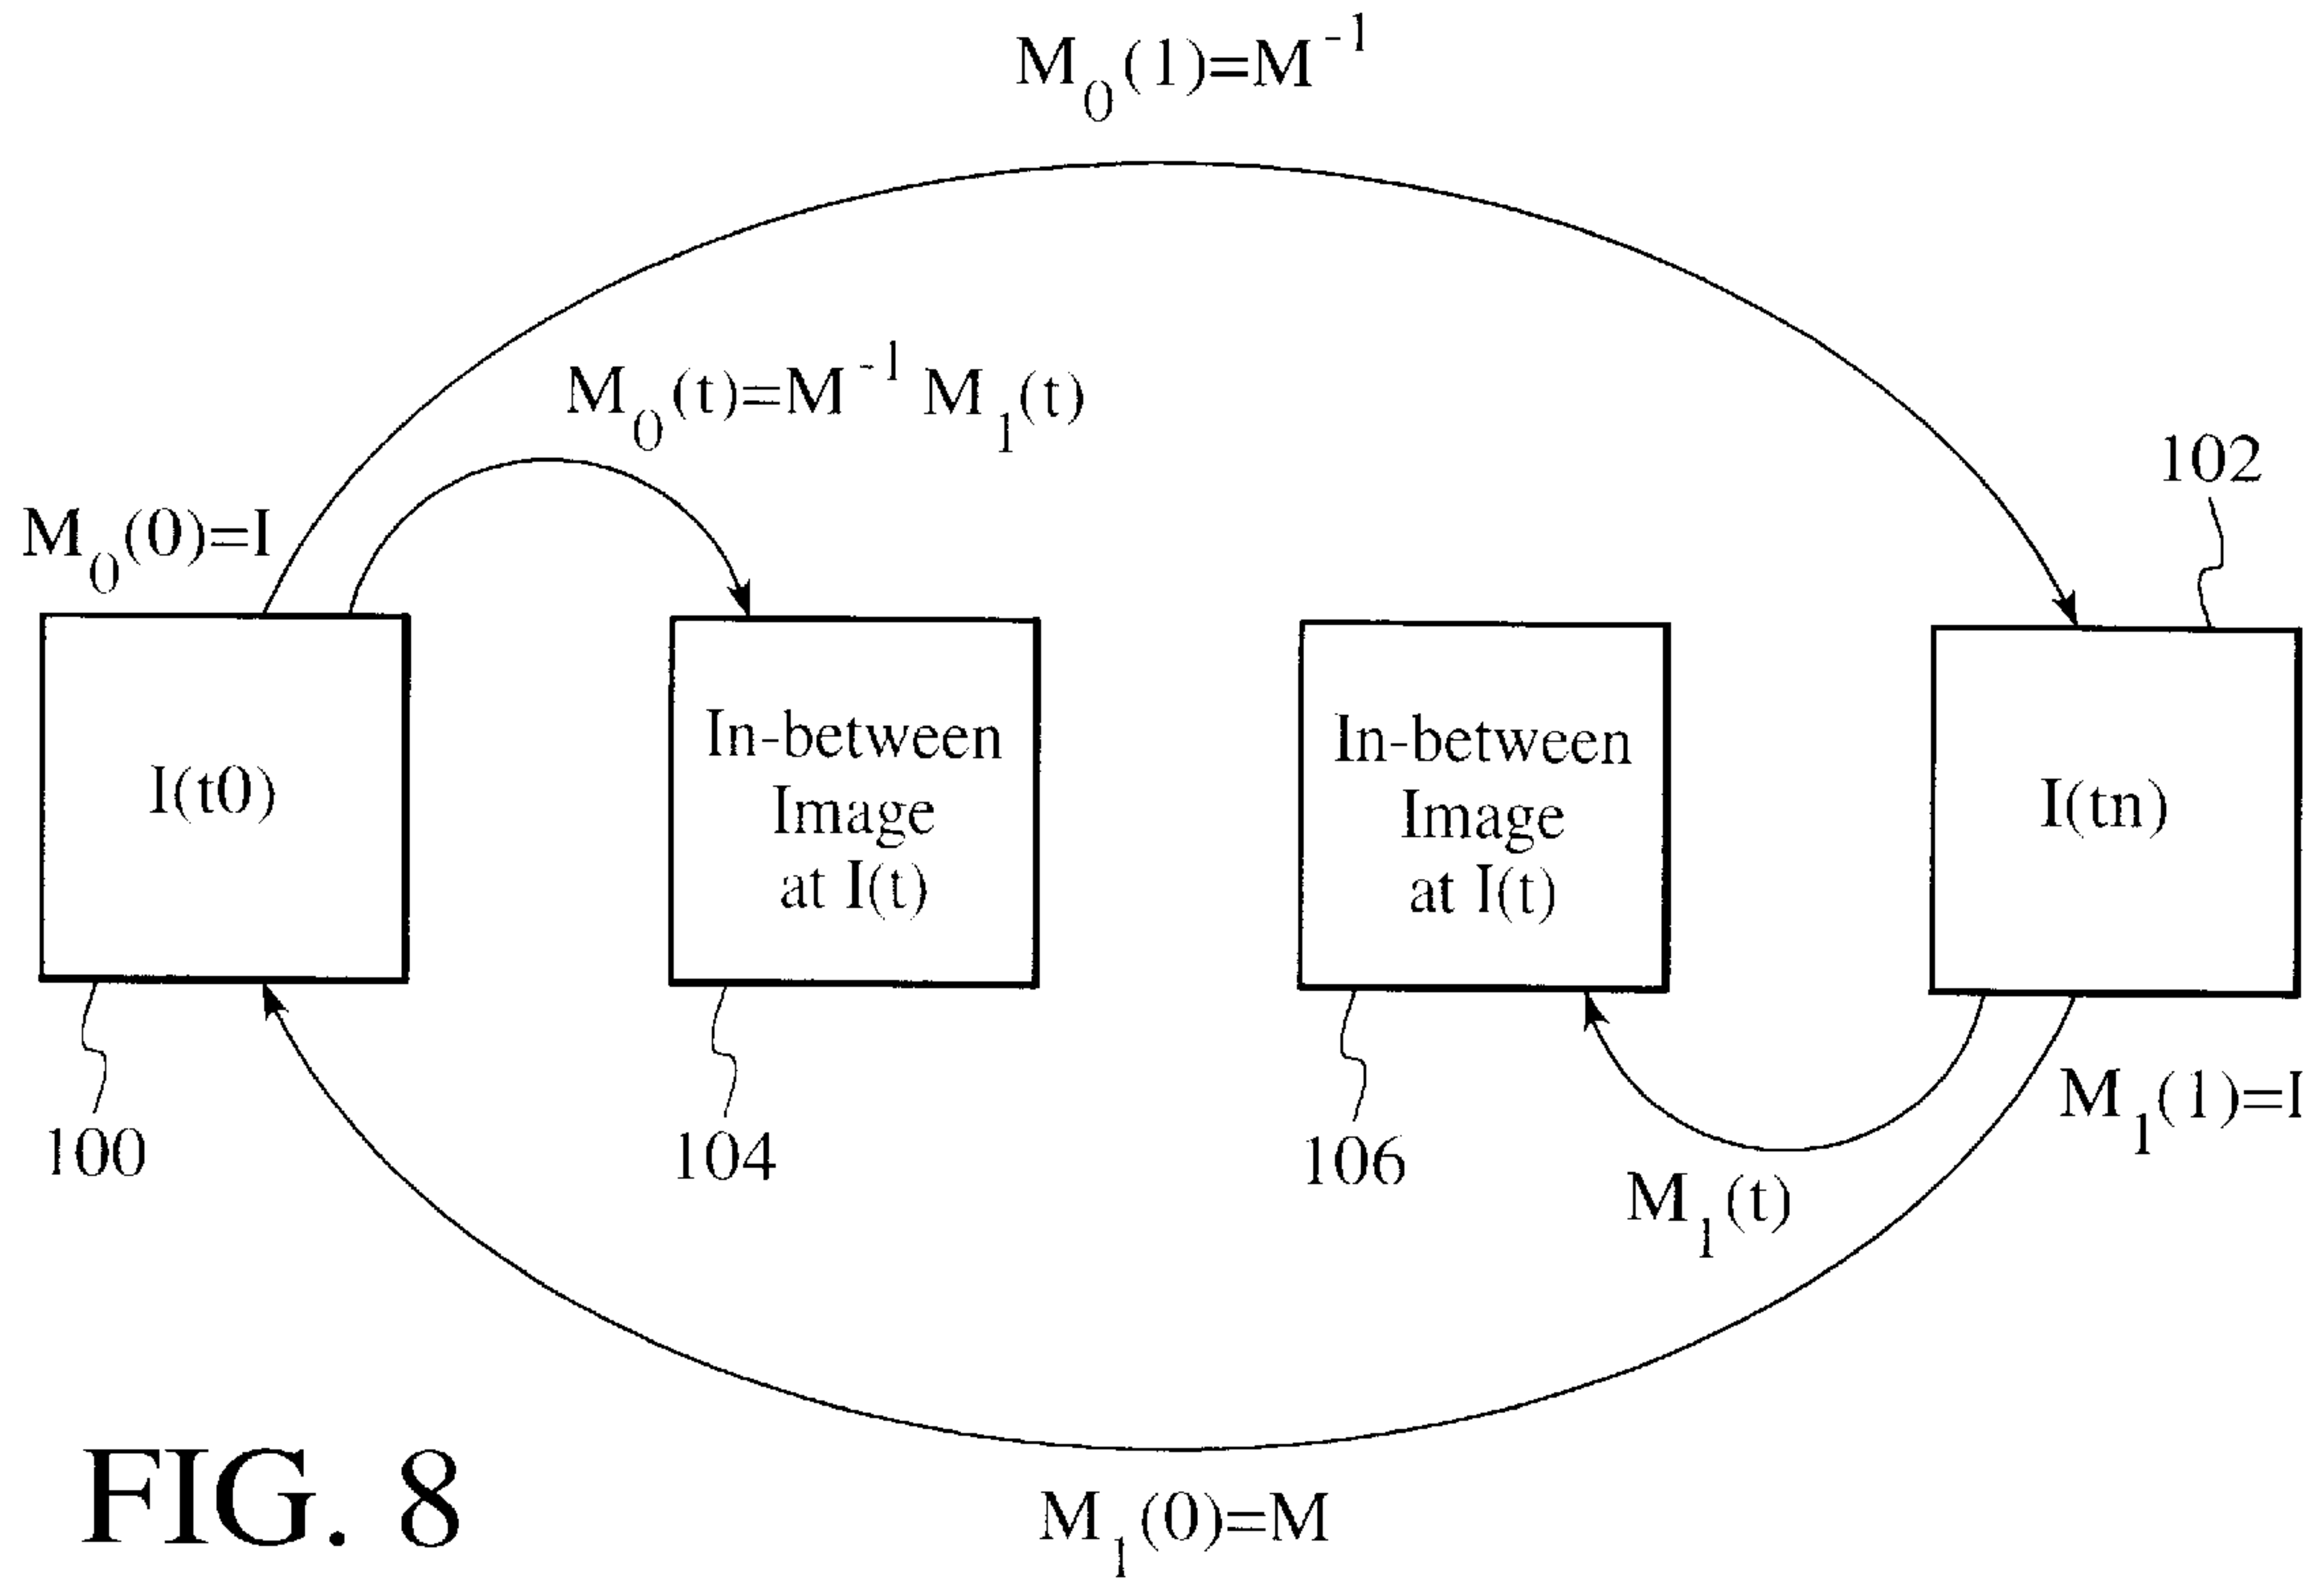 M₀(1)=M⁻¹
M₀(t)=M⁻¹ M₁(t)
102
M₀(0)=I
I(t0)
In-between
Image
at I(t)
In-between
Image
at I(t)
I(tn)
100
104
106
M₁(1)=I
M₁(t)
M₁(0)=M
FIG. 8